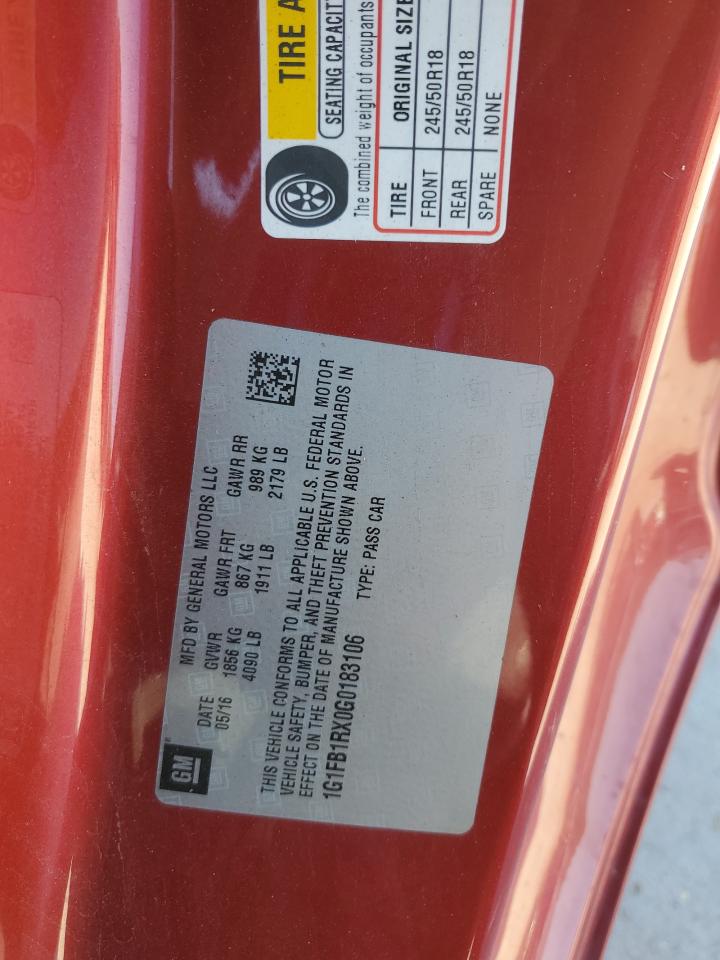 TIRE A
SEATING CAPACITY
The combined weight of occupants
TIRE ORIGINAL SIZE
FRONT 245/50R18
REAR 245/50R18
SPARE NONE
GM
MFD BY GENERAL MOTORS LLC
DATE GVWR GAWR FRT GAWR RR
05/16 1856 KG 867 KG 989 KG
4090 LB 1911 LB 2179 LB
THIS VEHICLE CONFORMS TO ALL APPLICABLE U.S. FEDERAL MOTOR
VEHICLE SAFETY, BUMPER, AND THEFT PREVENTION STANDARDS IN
EFFECT ON THE DATE OF MANUFACTURE SHOWN ABOVE.
1G1FB1RX0G0183106 TYPE: PASS CAR